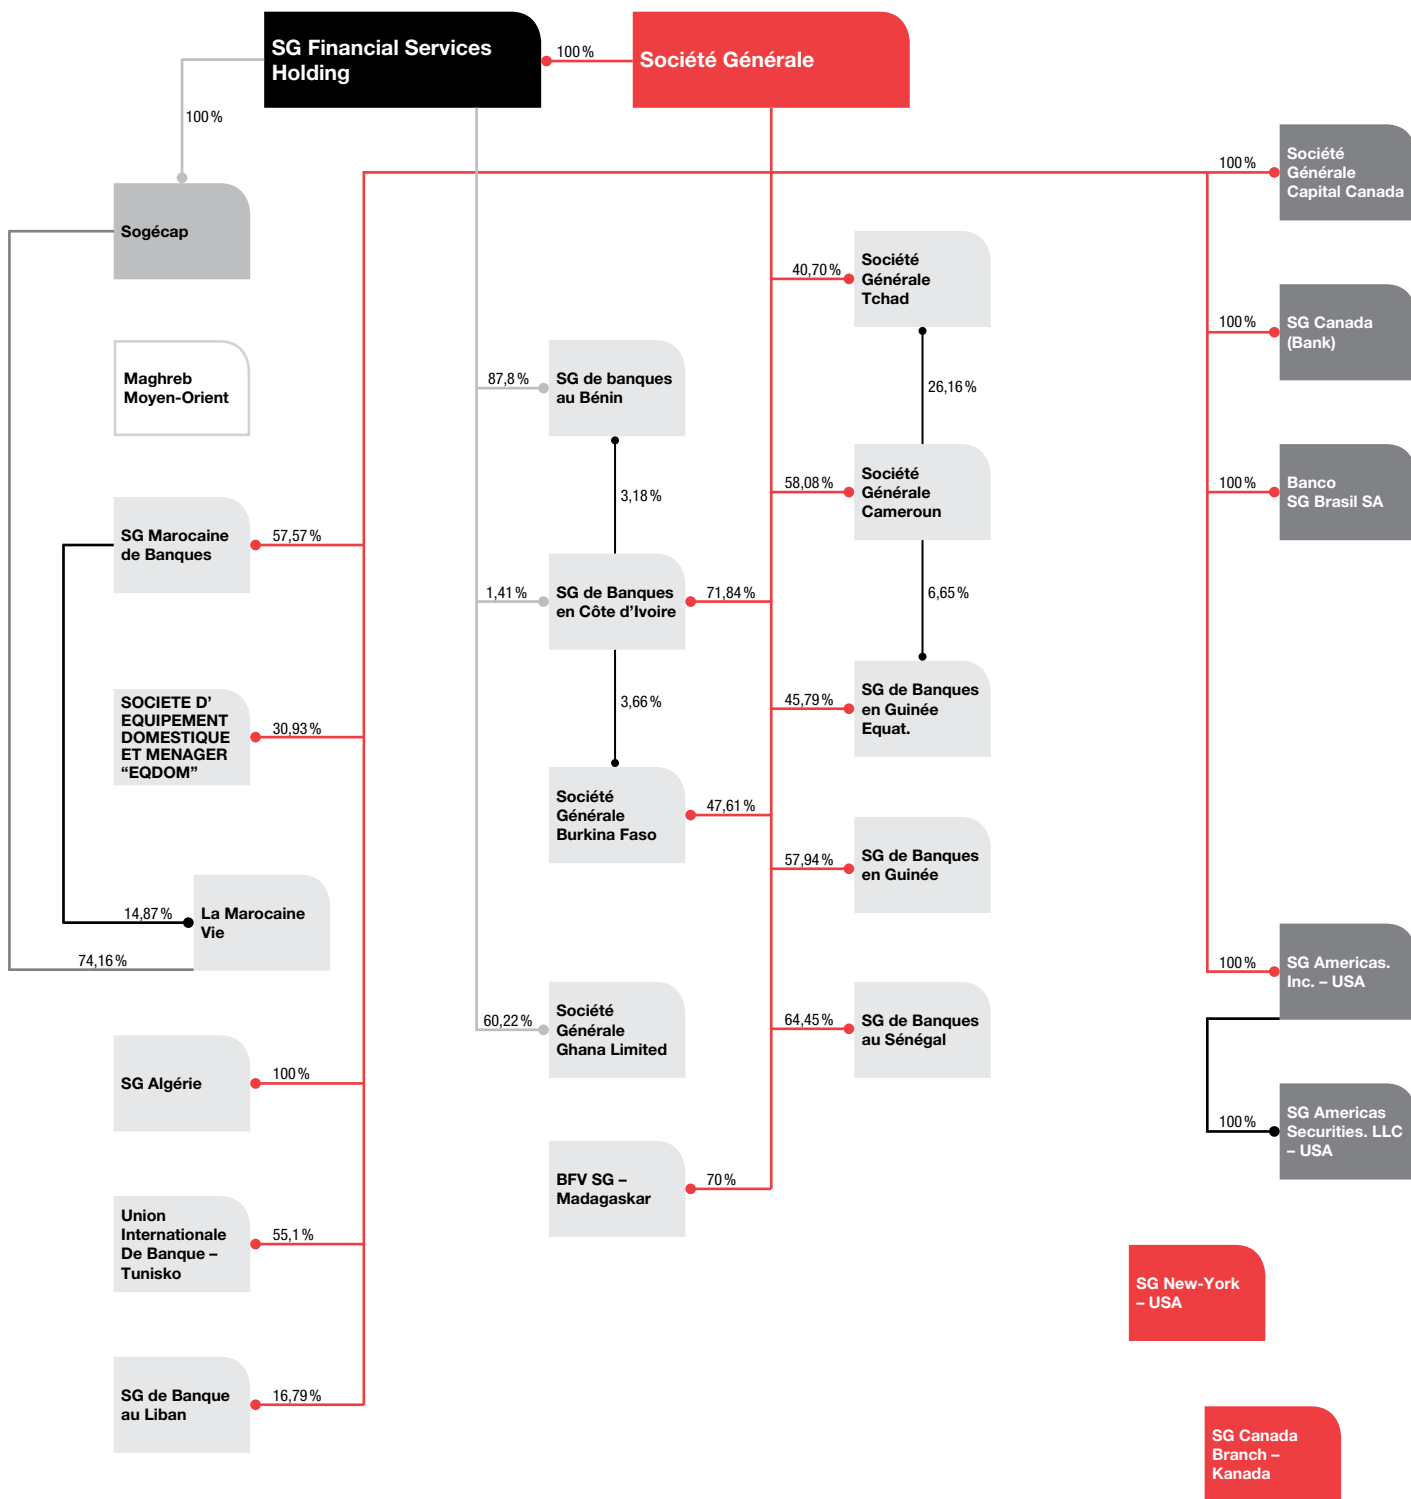 SG Financial Services
Holding
100 %
Société Générale
100 %
Sogécap
Maghreb
Moyen-Orient
SG Marocaine
de Banques
57,57 %
SOCIETE D'
EQUIPEMENT
DOMESTIQUE
ET MENAGER
“EQDOM”
30,93 %
14,87 %
La Marocaine
Vie
74,16 %
SG Algérie
100 %
Union
Internationale
De Banque –
Tunisko
55,1 %
SG de Banque
au Liban
16,79 %
87,8 %
SG de banques
au Bénin
3,18 %
1,41 %
SG de Banques
en Côte d’Ivoire
71,84 %
3,66 %
Société
Générale
Burkina Faso
47,61 %
60,22 %
Société
Générale
Ghana Limited
BFV SG –
Madagaskar
70 %
40,70 %
Société
Générale
Tchad
26,16 %
58,08 %
Société
Générale
Cameroun
6,65 %
45,79 %
SG de Banques
en Guinée
Equat.
57,94 %
SG de Banques
en Guinée
64,45 %
SG de Banques
au Sénégal
100 %
Société
Générale
Capital Canada
100 %
SG Canada
(Bank)
100 %
Banco
SG Brasil SA
100 %
SG Americas.
Inc. – USA
100 %
SG Americas
Securities. LLC
– USA
SG New-York
– USA
SG Canada
Branch –
Kanada